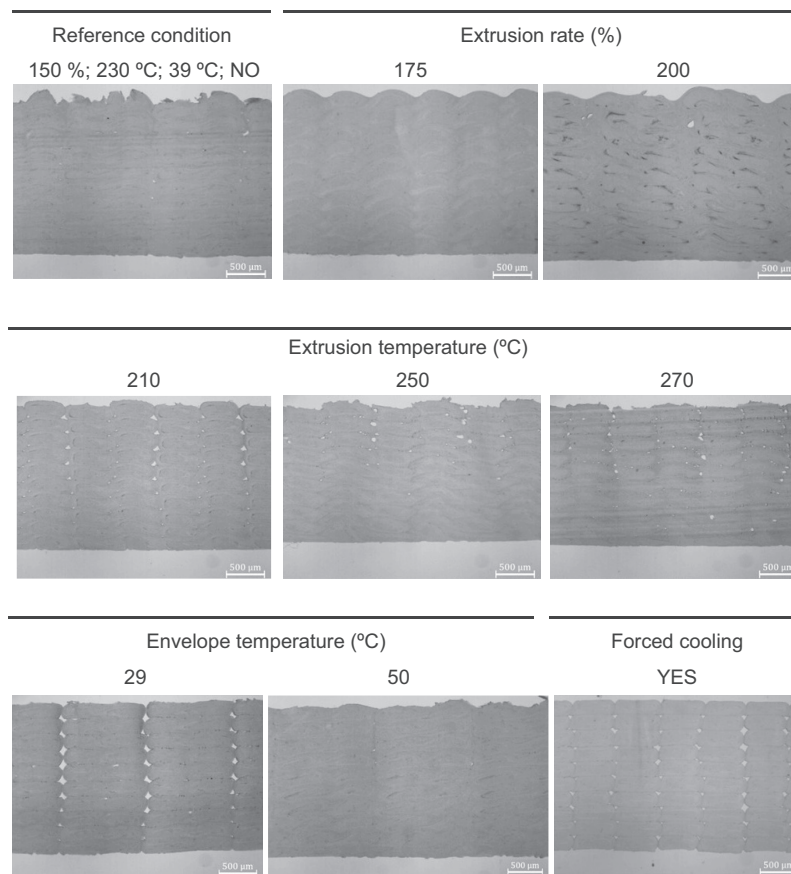 Reference condition
Extrusion rate (%)
150 %; 230 ºC; 39 ºC; NO
175
200
500 µm
500 µm
500 µm
Extrusion temperature (ºC)
210
250
270
500 µm
500 µm
500 µm
Envelope temperature (ºC)
Forced cooling
29
50
YES
500 µm
500 µm
500 µm